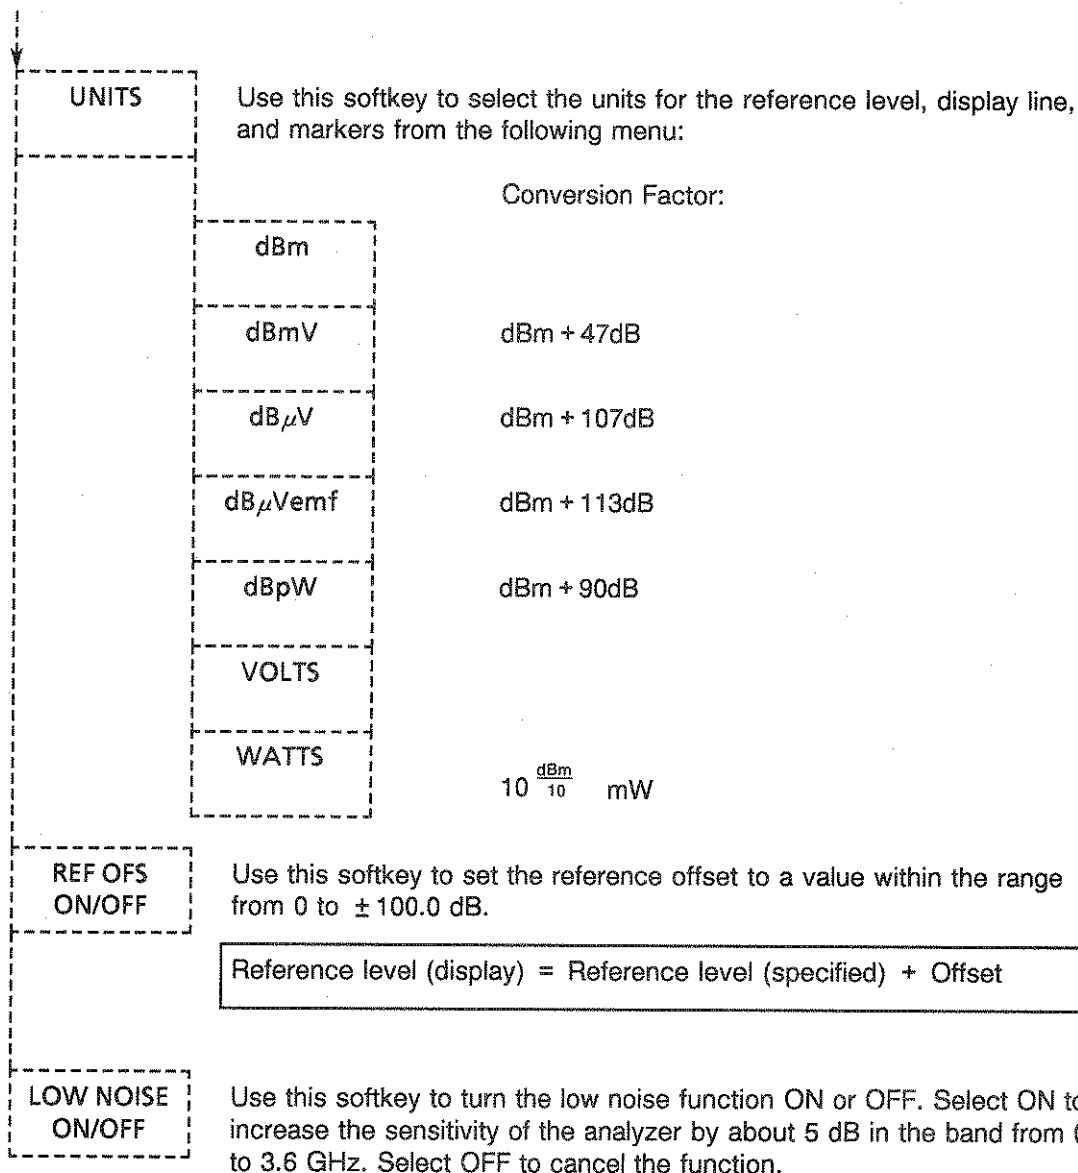 UNITS
Use this softkey to select the units for the reference level, display line,
and markers from the following menu:
Conversion Factor:
dBm
dBmV dBm + 47dB
dBμV dBm + 107dB
dBμVemf dBm + 113dB
dBpW dBm + 90dB
VOLTS
WATTS
10 dBm/10 mW
REF OFS
ON/OFF
Use this softkey to set the reference offset to a value within the range
from 0 to ± 100.0 dB.
Reference level (display) = Reference level (specified) + Offset
LOW NOISE
ON/OFF
Use this softkey to turn the low noise function ON or OFF. Select ON to
increase the sensitivity of the analyzer by about 5 dB in the band from
to 3.6 GHz. Select OFF to cancel the function.